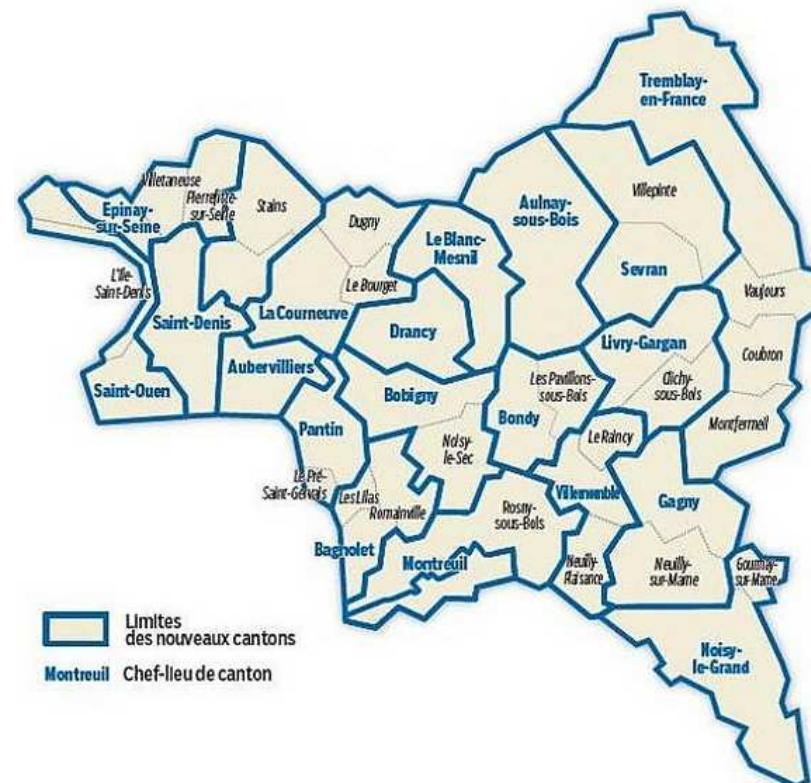 Tremblay-
en-France
Villetaneuse
Epinay-
sur-Seine
Pierrefitte-
sur-Seine
Stains
Dugny
Le Blanc-
Mesnil
Aulnay-
sous-Bois
Villepinte
Sevran
L'Ile-
Saint-Denis
Le Bourget
Vaujours
Saint-Denis
La Courneuve
Drancy
Livry-Gargan
Coubron
Saint-Ouen
Aubervilliers
Bobigny
Les Pavillons-
sous-Bois
Clichy-
sous-Bois
Pantin
Bondy
Le Raincy
Montfermeil
Noisy-
le-Sec
Le Pré-
Saint-Gervais
Les Lilas
Romainville
Rosny-
sous-Bois
Villemomble
Gagny
Bagnolet
Montreuil
Neuilly-
Plaisance
Neuilly-
sur-Marne
Gournay-
sur-Marne
Noisy-
le-Grand
Limites
des nouveaux cantons
Montreuil Chef-lieu de canton